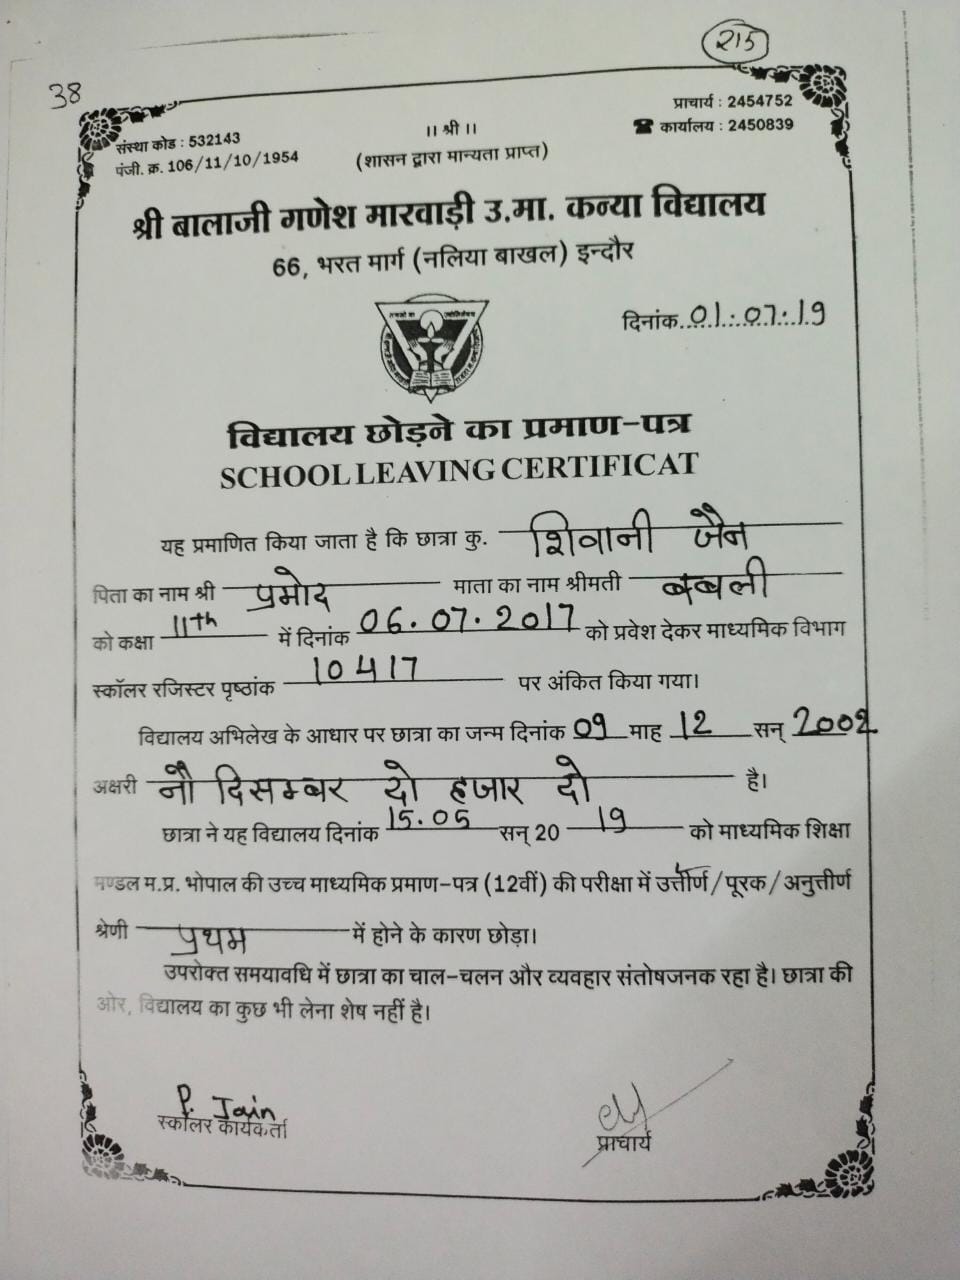 215
38
प्राचार्य : 2454752
संस्था कोड : 532143
॥ श्री ॥
कार्यालय : 2450839
पंजी. क्र. 106/11/10/1954
(शासन द्वारा मान्यता प्राप्त)
श्री बालाजी गणेश मारवाड़ी उ.मा. कन्या विद्यालय
66, भरत मार्ग (नलिया बाखल) इन्दौर
दिनांक 01.07.19
विद्यालय छोड़ने का प्रमाण-पत्र
SCHOOL LEAVING CERTIFICAT
यह प्रमाणित किया जाता है कि छात्रा कु. शिवानी जैन
पिता का नाम श्री प्रमोद माता का नाम श्रीमती बबली
को कक्षा 11th में दिनांक 06.07.2017 को प्रवेश देकर माध्यमिक विभाग
स्कॉलर रजिस्टर पृष्ठांक 10417 पर अंकित किया गया।
विद्यालय अभिलेख के आधार पर छात्रा का जन्म दिनांक 09 माह 12 सन् 2002
अक्षरी नौ दिसम्बर दो हजार दो है।
छात्रा ने यह विद्यालय दिनांक 15.05 सन् 20 19 को माध्यमिक शिक्षा
मण्डल म.प्र. भोपाल की उच्च माध्यमिक प्रमाण-पत्र (12वीं) की परीक्षा में उत्तीर्ण/पूरक/अनुत्तीर्ण
श्रेणी प्रथम में होने के कारण छोड़ा।
उपरोक्त समयावधि में छात्रा का चाल-चलन और व्यवहार संतोषजनक रहा है। छात्रा की
ओर, विद्यालय का कुछ भी लेना शेष नहीं है।
P. Jain
स्कॉलर कार्यकर्ता
प्राचार्य